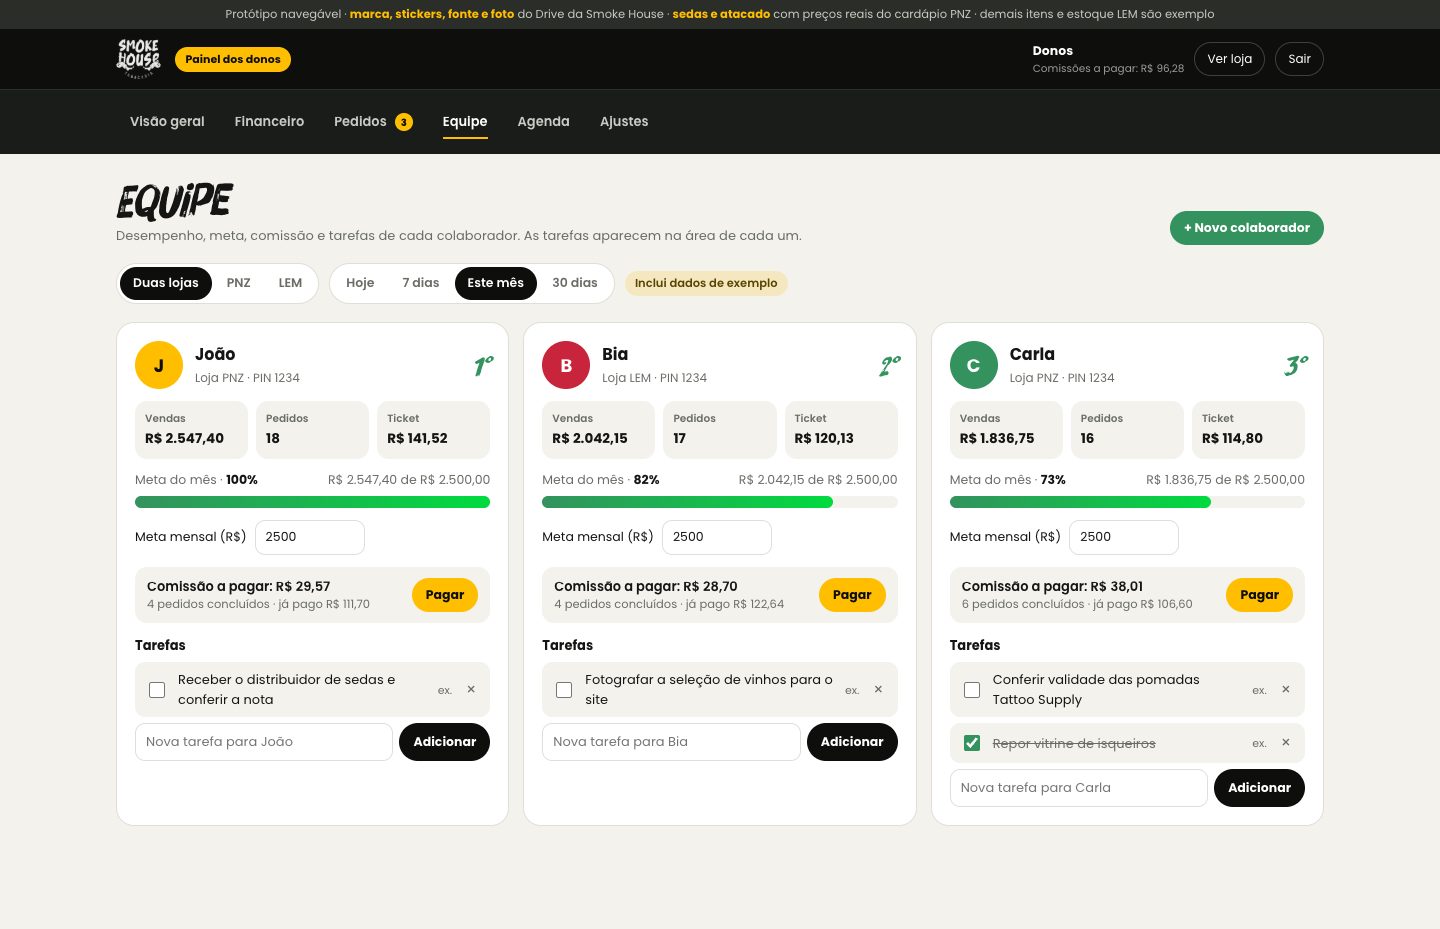 Protótipo navegável · marca, stickers, fonte e foto do Drive da Smoke House · sedas e atacado com preços reais do cardápio PNZ · demais itens e estoque LEM são exemplo
SMOKE
HOUSE
Painel dos donos
Donos
Comissões a pagar: R$ 96,28
Ver loja
Sair
Visão geral
Financeiro
Pedidos 3
Equipe
Agenda
Ajustes
EQUIPE
Desempenho, meta, comissão e tarefas de cada colaborador. As tarefas aparecem na área de cada um.
+ Novo colaborador
Duas lojas
PNZ
LEM
Hoje
7 dias
Este mês
30 dias
Inclui dados de exemplo
J
João
Loja PNZ · PIN 1234
1º
Vendas
R$ 2.547,40
Pedidos
18
Ticket
R$ 141,52
Meta do mês · 100%
R$ 2.547,40 de R$ 2.500,00
Meta mensal (R$)
2500
Comissão a pagar: R$ 29,57
4 pedidos concluídos · já pago R$ 111,70
Pagar
Tarefas
Receber o distribuidor de sedas e
conferir a nota
ex.
×
Nova tarefa para João
Adicionar
B
Bia
Loja LEM · PIN 1234
2º
Vendas
R$ 2.042,15
Pedidos
17
Ticket
R$ 120,13
Meta do mês · 82%
R$ 2.042,15 de R$ 2.500,00
Meta mensal (R$)
2500
Comissão a pagar: R$ 28,70
4 pedidos concluídos · já pago R$ 122,64
Pagar
Tarefas
Fotografar a seleção de vinhos para o
site
ex.
×
Nova tarefa para Bia
Adicionar
C
Carla
Loja PNZ · PIN 1234
3º
Vendas
R$ 1.836,75
Pedidos
16
Ticket
R$ 114,80
Meta do mês · 73%
R$ 1.836,75 de R$ 2.500,00
Meta mensal (R$)
2500
Comissão a pagar: R$ 38,01
6 pedidos concluídos · já pago R$ 106,60
Pagar
Tarefas
Conferir validade das pomadas
Tattoo Supply
ex.
×
Repor vitrine de isqueiros
ex.
×
Nova tarefa para Carla
Adicionar